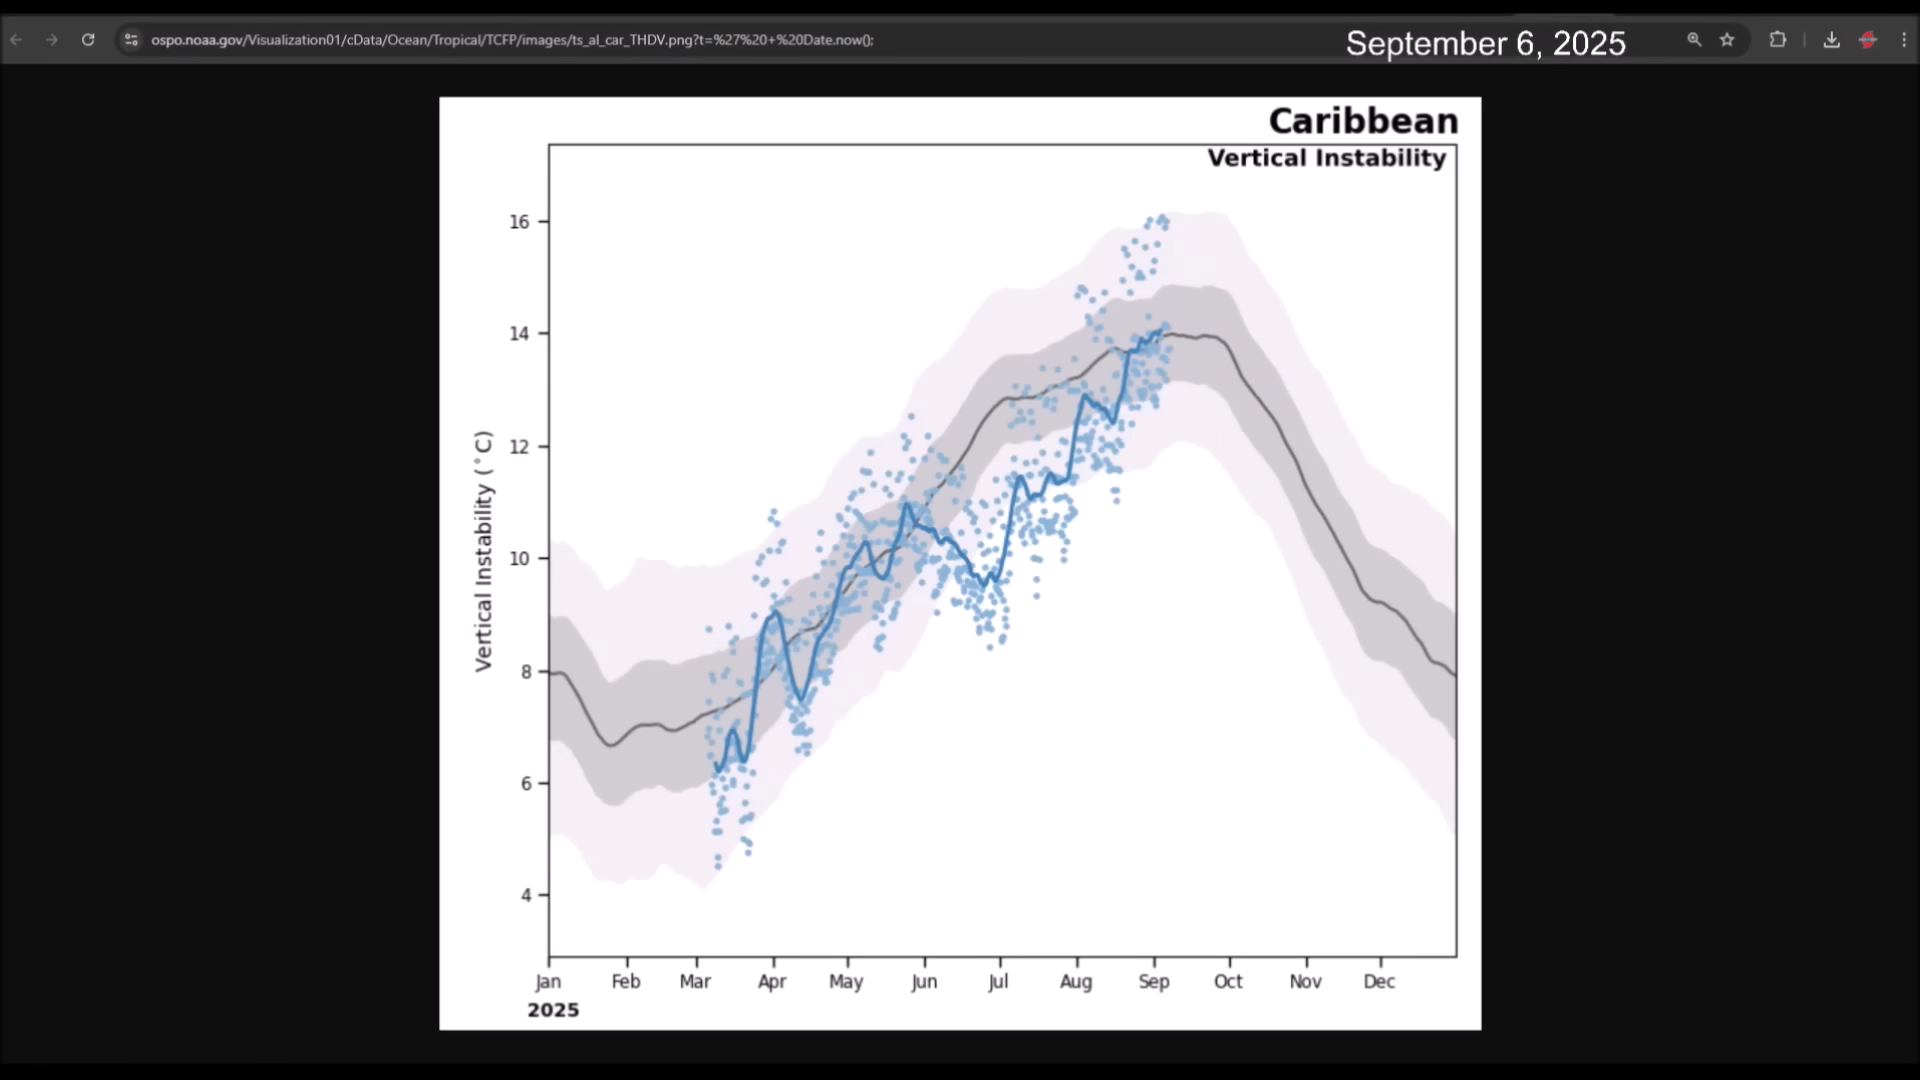 ospo.noaa.gov/Visualization01/cData/Ocean/Tropical/TCFP/images/ts_al_car_THDV.png?t=%27%20+%20Date.now();
September 6, 2025
Caribbean
Vertical Instability
Vertical Instability (°C)
16
14
12
10
8
6
4
Jan Feb Mar Apr May Jun Jul Aug Sep Oct Nov Dec
2025